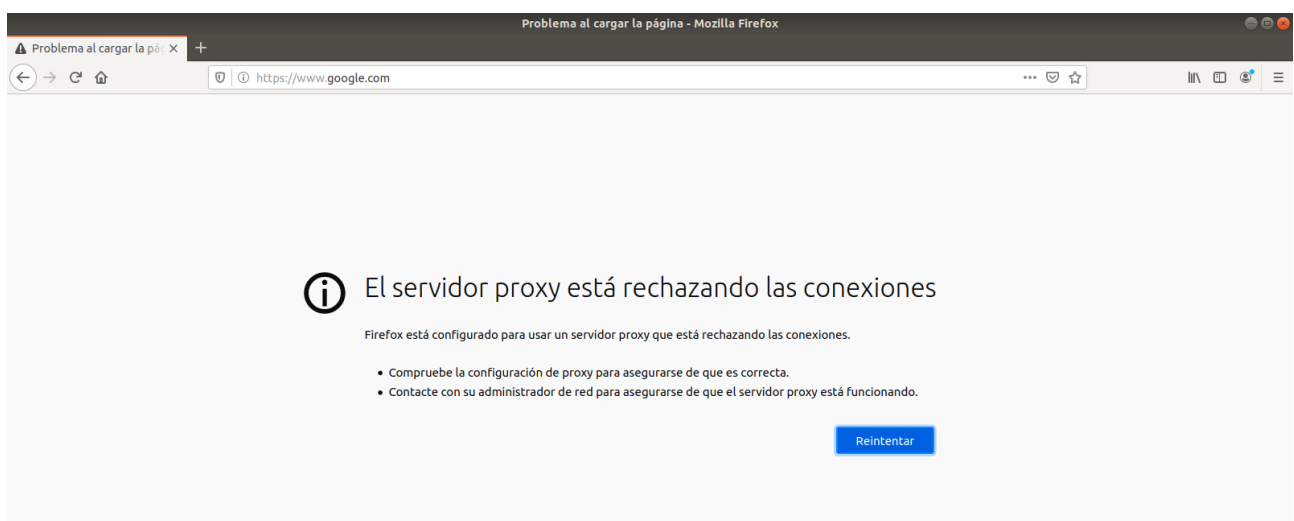 Problema al cargar la página - Mozilla Firefox
Problema al cargar la
https://www.google.com
El servidor proxy está rechazando las conexiones
Firefox está configurado para usar un servidor proxy que está rechazando las conexiones.
• Compruebe la configuración de proxy para asegurarse de que es correcta.
• Contacte con su administrador de red para asegurarse de que el servidor proxy está funcionando.
Reintentar